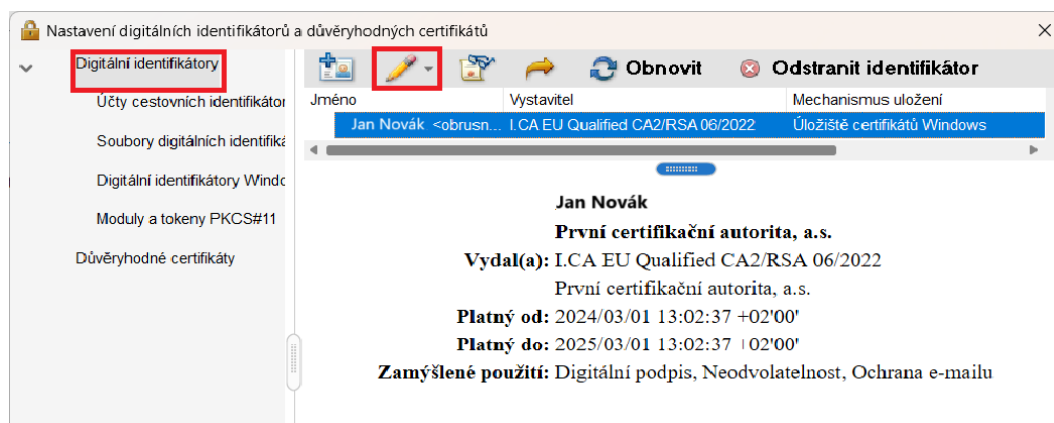 Nastavení digitálních identifikátorů a důvěryhodných certifikátů
Digitální identifikátory
Účty cestovních identifikátor
Soubory digitálních identifiká
Digitální identifikátory Windo
Moduly a tokeny PKCS#11
Důvěryhodné certifikáty
Obnovit Odstranit identifikátor
Jméno Vystavitel Mechanismus uložení
Jan Novák <obrusn... I.CA EU Qualified CA2/RSA 06/2022 Úložiště certifikátů Windows
Jan Novák
První certifikační autorita, a.s.
Vydal(a): I.CA EU Qualified CA2/RSA 06/2022
První certifikační autorita, a.s.
Platný od: 2024/03/01 13:02:37 +02'00'
Platný do: 2025/03/01 13:02:37 +02'00'
Zamýšlené použití: Digitální podpis, Neodvolatelnost, Ochrana e-mailu